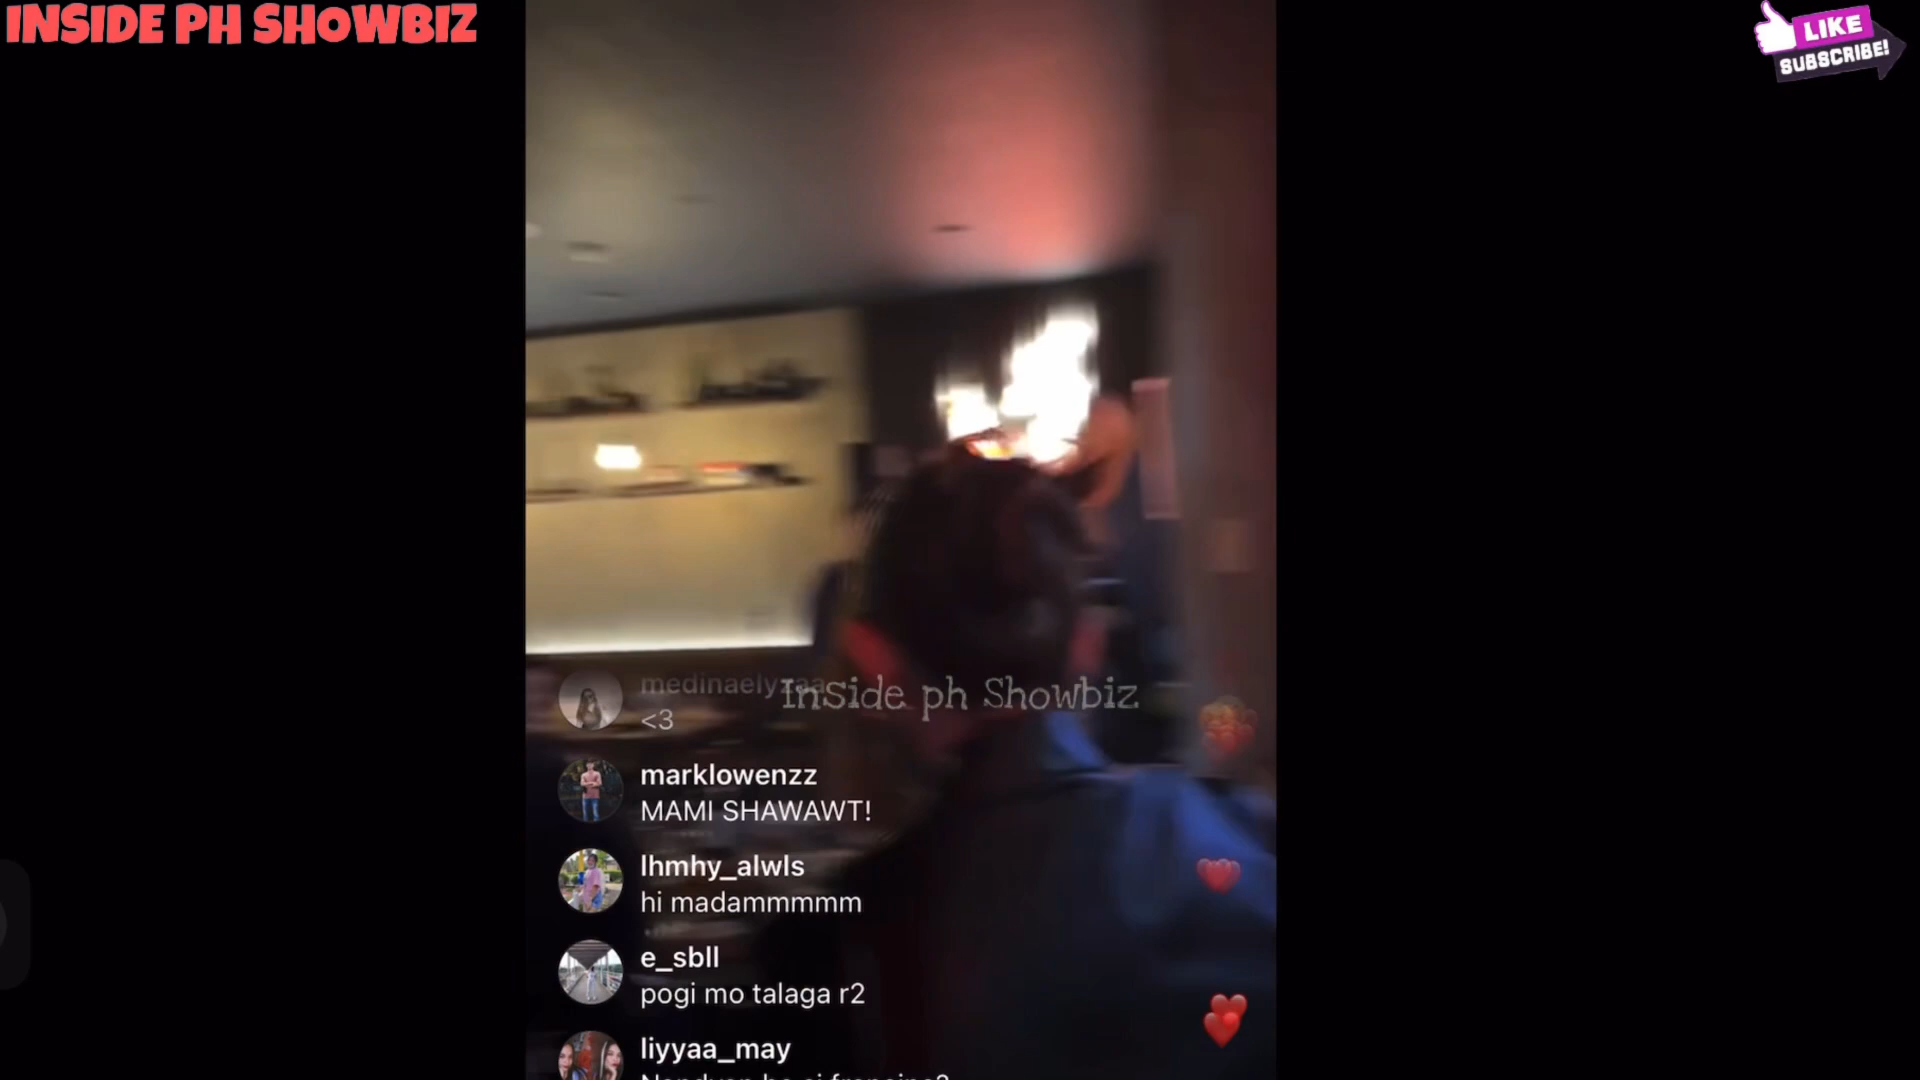 INSIDE PH SHOWBIZ
LIKE
SUBSCRIBE!
medinaelyzaa
<3
Inside ph Showbiz
marklowenzz
MAMI SHAWAWT!
lhmhy_alwls
hi madammmmm
e_sbll
pogi mo talaga r2
liyyaa_may